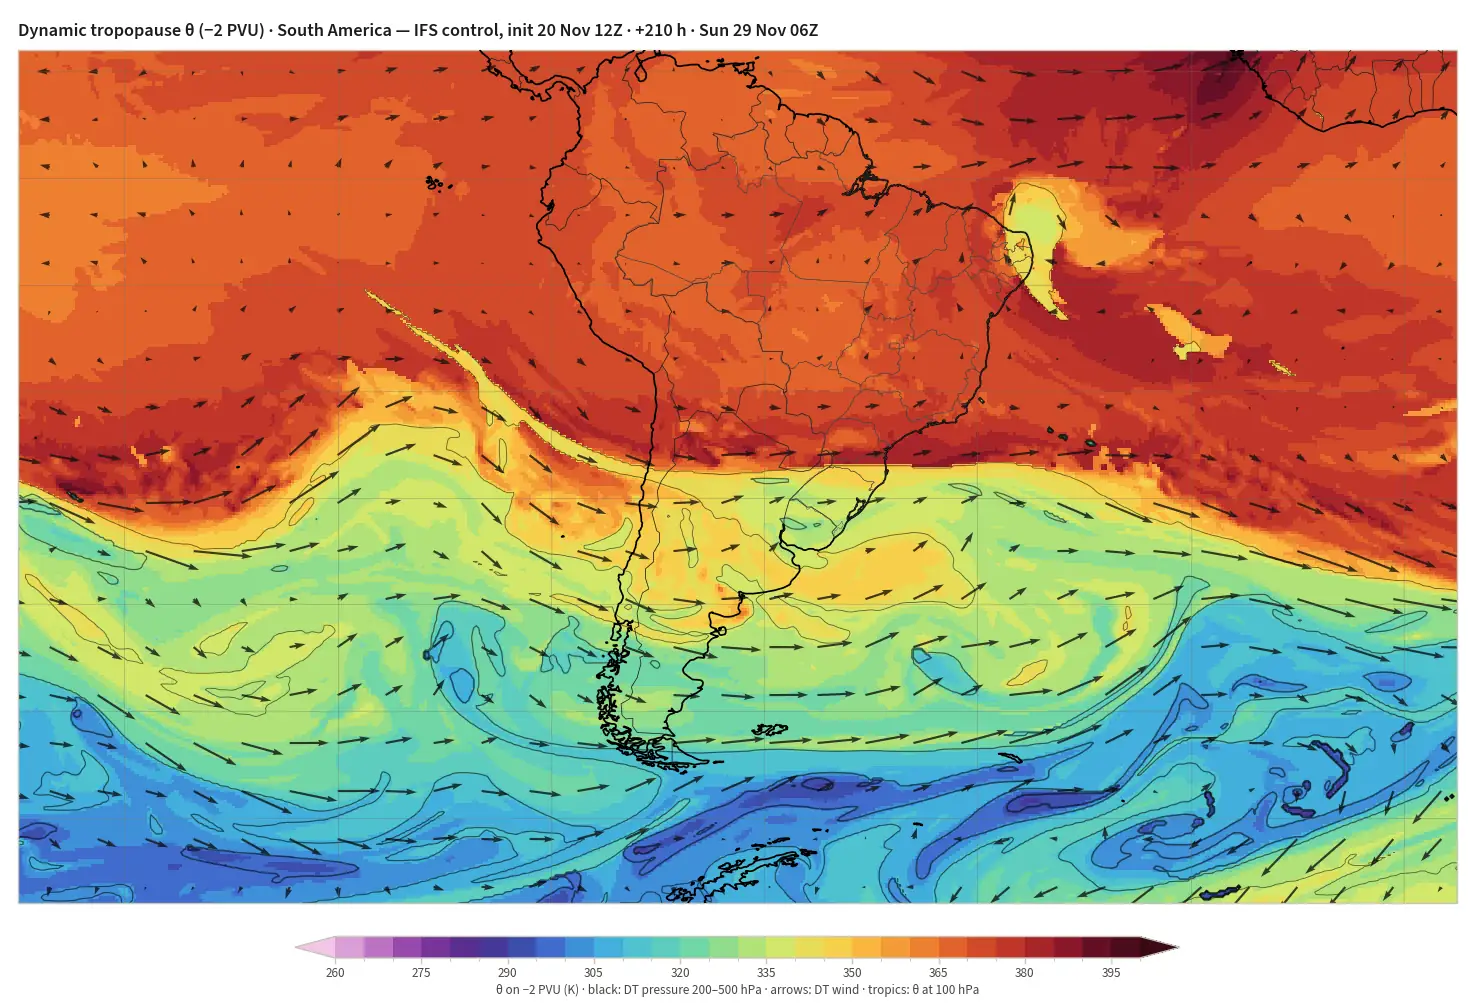 Dynamic tropopause θ (−2 PVU) · South America — IFS control, init 20 Nov 12Z · +210 h · Sun 29 Nov 06Z
260 275 290 305 320 335 350 365 380 395
θ on −2 PVU (K) · black: DT pressure 200–500 hPa · arrows: DT wind · tropics: θ at 100 hPa